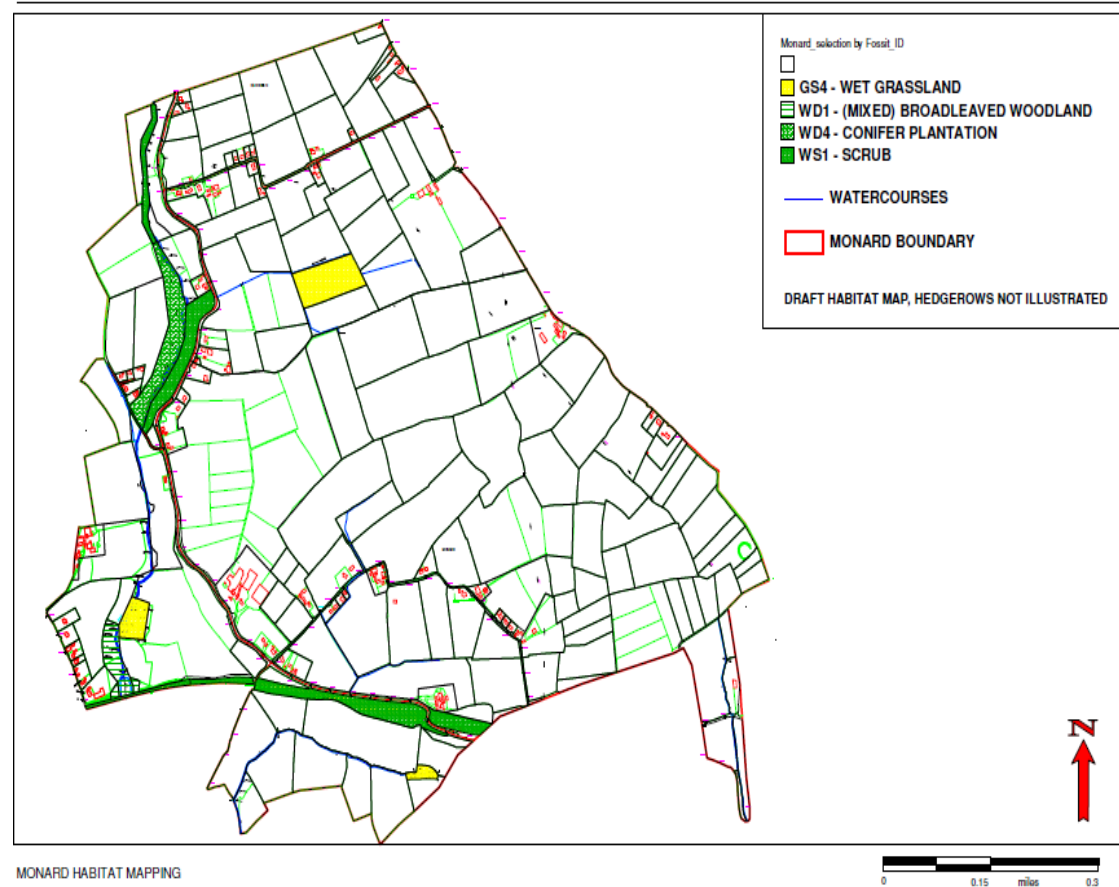 Monard_selection by Fossit_ID
GS4 - WET GRASSLAND
WD1 - (MIXED) BROADLEAVED WOODLAND
WD4 - CONIFER PLANTATION
WS1 - SCRUB
WATERCOURSES
MONARD BOUNDARY
DRAFT HABITAT MAP, HEDGEROWS NOT ILLUSTRATED
N
MONARD HABITAT MAPPING
0 0.15 miles 0.3